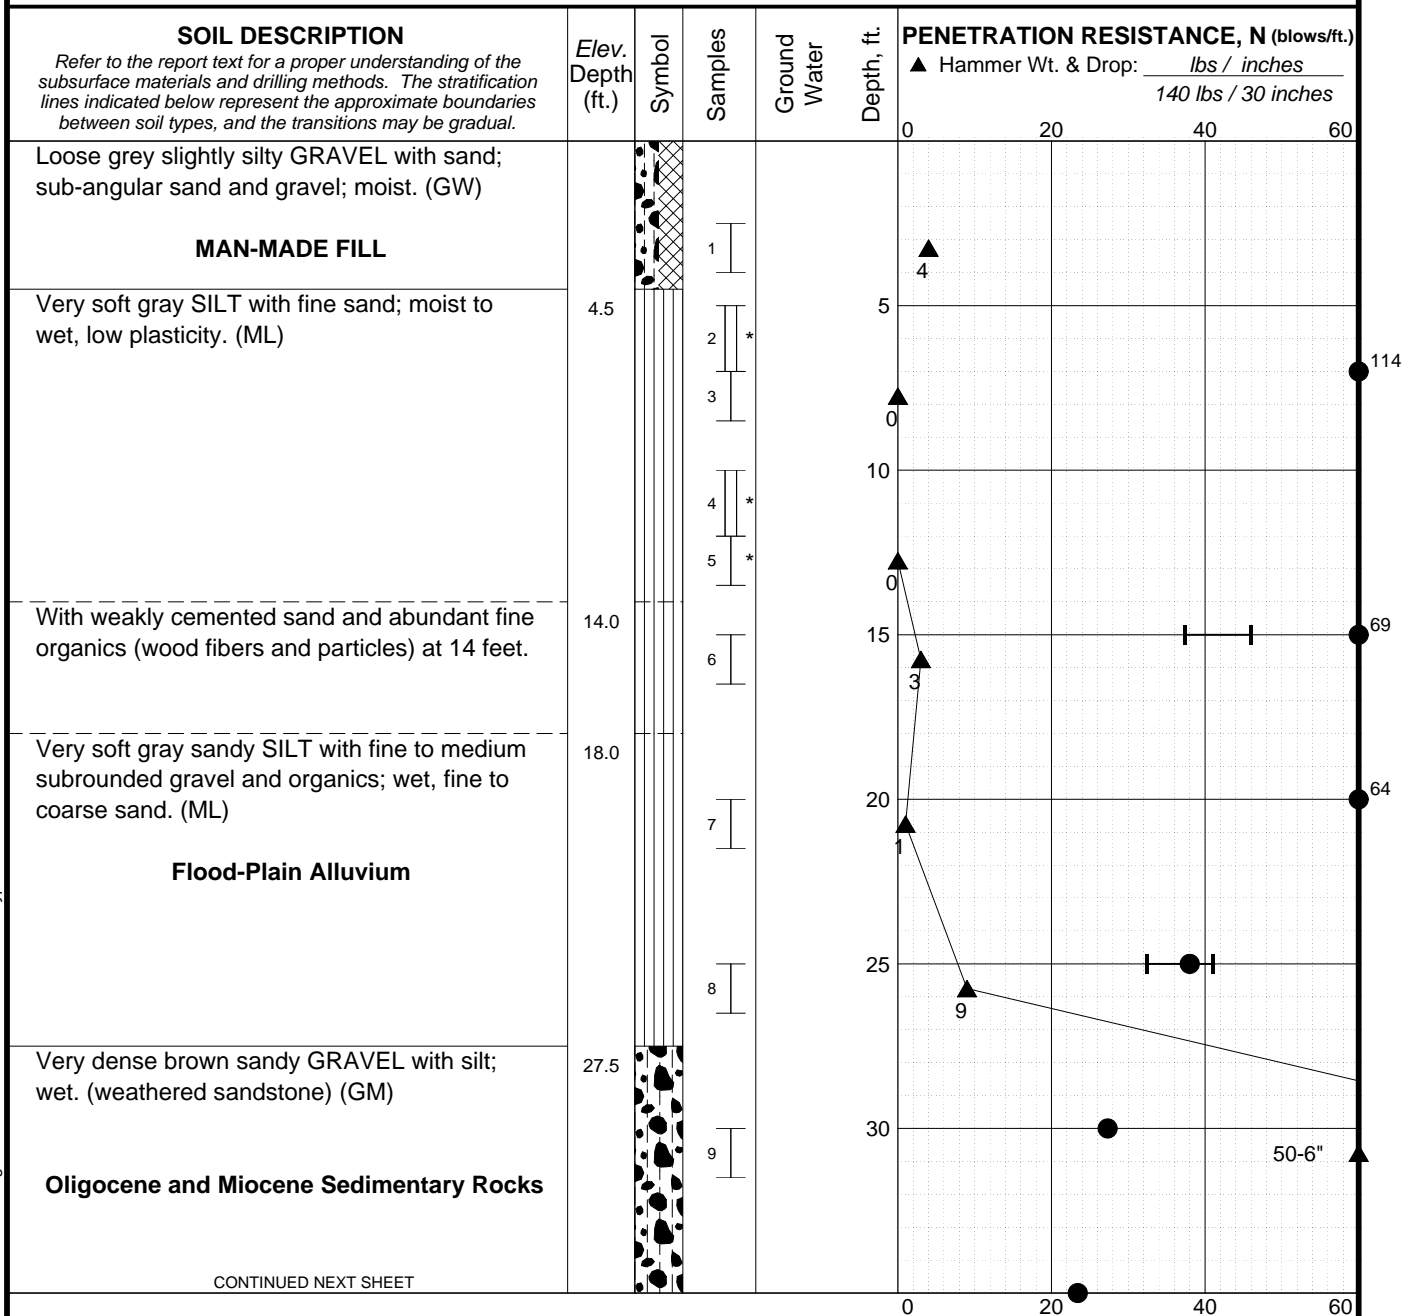 SOIL DESCRIPTION
Refer to the report text for a proper understanding of the
subsurface materials and drilling methods. The stratification
lines indicated below represent the approximate boundaries
between soil types, and the transitions may be gradual.
Elev.
Depth
(ft.)
Symbol
Samples
Ground
Water
Depth, ft.
PENETRATION RESISTANCE, N (blows/ft.)
▲ Hammer Wt. & Drop: lbs / inches
140 lbs / 30 inches
0 20 40 60
Loose grey slightly silty GRAVEL with sand;
sub-angular sand and gravel; moist. (GW)
MAN-MADE FILL
1
4
Very soft gray SILT with fine sand; moist to
wet, low plasticity. (ML)
4.5
5
2 *
114
3
0
10
4 *
5 *
0
With weakly cemented sand and abundant fine
organics (wood fibers and particles) at 14 feet.
14.0
15
69
6
3
Very soft gray sandy SILT with fine to medium
subrounded gravel and organics; wet, fine to
coarse sand. (ML)
18.0
20
64
7
1
Flood-Plain Alluvium
25
8
9
Very dense brown sandy GRAVEL with silt;
wet. (weathered sandstone) (GM)
27.5
30
9
50-6"
Oligocene and Miocene Sedimentary Rocks
CONTINUED NEXT SHEET
0 20 40 60